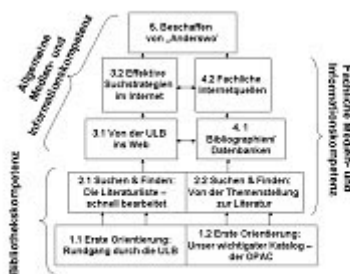 5. Beschaffen
von „Anderswo"
3.2 Effektive
Suchstrategien
im Internet
4.2 Fachliche
Internetquellen
3.1 Von der ULB
ins Web
4.1
Bibliographien/
Datenbanken
2.1 Suchen & Finden:
Die Literaturliste –
schnell bearbeitet
2.2 Suchen & Finden:
Von der Themenstellung
zur Literatur
1.1 Erste Orientierung:
Rundgang durch die ULB
1.2 Erste Orientierung:
Unser wichtigster Katalog –
der OPAC
Allgemeine
Medien- und
Informationskompetenz
Fachliche Medien- und
Informationskompetenz
Bibliothekskompetenz